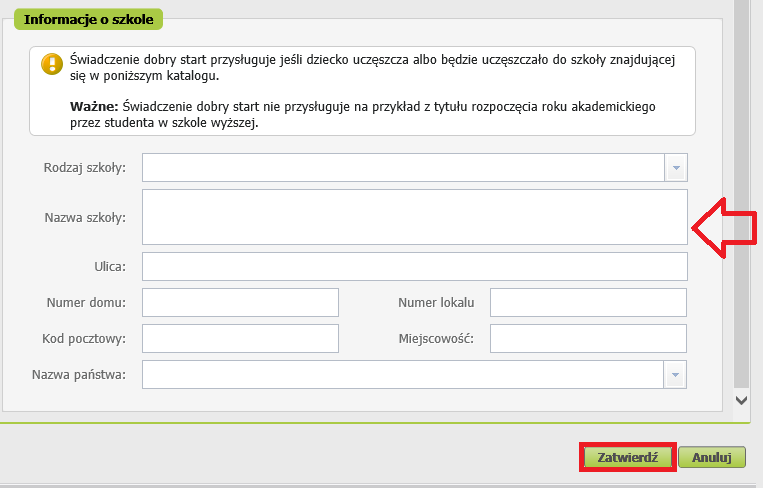 Informacje o szkole
Świadczenie dobry start przysługuje jeśli dziecko uczęszcza albo będzie uczęszczało do szkoły znajdującej
się w poniższym katalogu.
Ważne: Świadczenie dobry start nie przysługuje na przykład z tytułu rozpoczęcia roku akademickiego
przez studenta w szkole wyższej.
Rodzaj szkoły:
Nazwa szkoły:
Ulica:
Numer domu: Numer lokalu
Kod pocztowy: Miejscowość:
Nazwa państwa:
Zatwierdź Anuluj